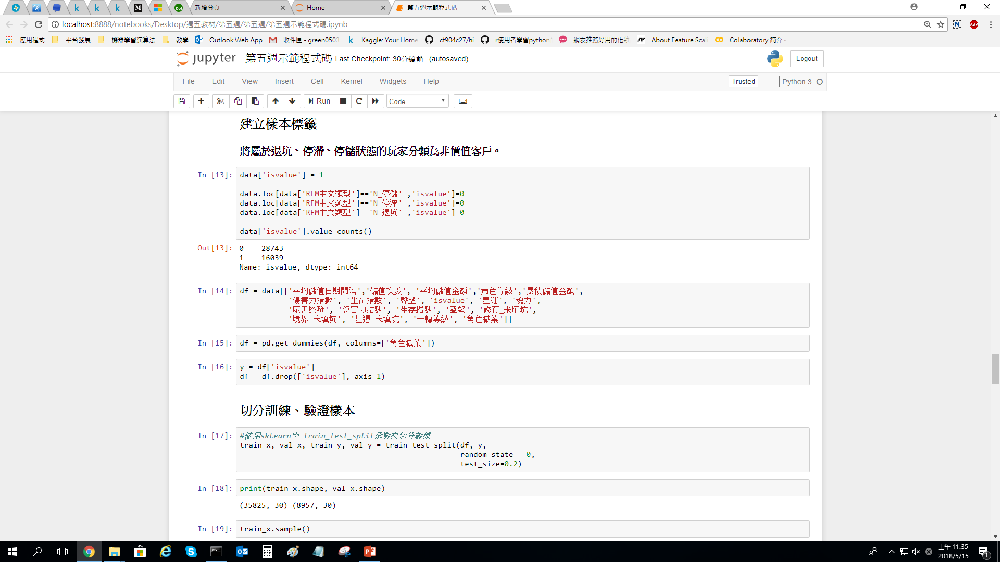 新增分頁
Home
第五週示範程式碼
localhost:8888/notebooks/Desktop/週五教材/第五週/第五週/第五週示範程式碼.ipynb
應用程式
平台發展
機器學習演算法
教學
Outlook Web App
收件匣 - green0503
Kaggle: Your Home
cf904c27/hi
r使用者學習python
網友推薦好用的化妝
About Feature Scali
Colaboratory 簡介 -
jupyter 第五週示範程式碼 Last Checkpoint: 30分鐘前 (autosaved)
Logout
File Edit View Insert Cell Kernel Widgets Help
Trusted
Python 3
Run
Code
建立樣本標籤
將屬於退坑、停滯、停儲狀態的玩家分類為非價值客戶。
In [13]:
data['isvalue'] = 1
data.loc[data['RFM中文類型']=='N_停儲' ,'isvalue']=0
data.loc[data['RFM中文類型']=='N_停滯' ,'isvalue']=0
data.loc[data['RFM中文類型']=='N_退坑' ,'isvalue']=0
data['isvalue'].value_counts()
Out[13]:
0    28743
1    16039
Name: isvalue, dtype: int64
In [14]:
df = data[['平均儲值日期間隔','儲值次數', '平均儲值金額','角色等級','累積儲值金額',
'傷害力指數', '生存指數', '聲望', 'isvalue', '星運', '魂力',
'魔書經驗', '傷害力指數', '生存指數', '聲望', '修真_未填坑',
'境界_未填坑', '星運_未填坑', '一轉等級', '角色職業']]
In [15]:
df = pd.get_dummies(df, columns=['角色職業'])
In [16]:
y = df['isvalue']
df = df.drop(['isvalue'], axis=1)
切分訓練、驗證樣本
In [17]:
#使用sklearn中 train_test_split函數來切分數據
train_x, val_x, train_y, val_y = train_test_split(df, y,
random_state = 0,
test_size=0.2)
In [18]:
print(train_x.shape, val_x.shape)
(35825, 30) (8957, 30)
In [19]:
train_x.sample()
上午 11:35
2018/5/15
1